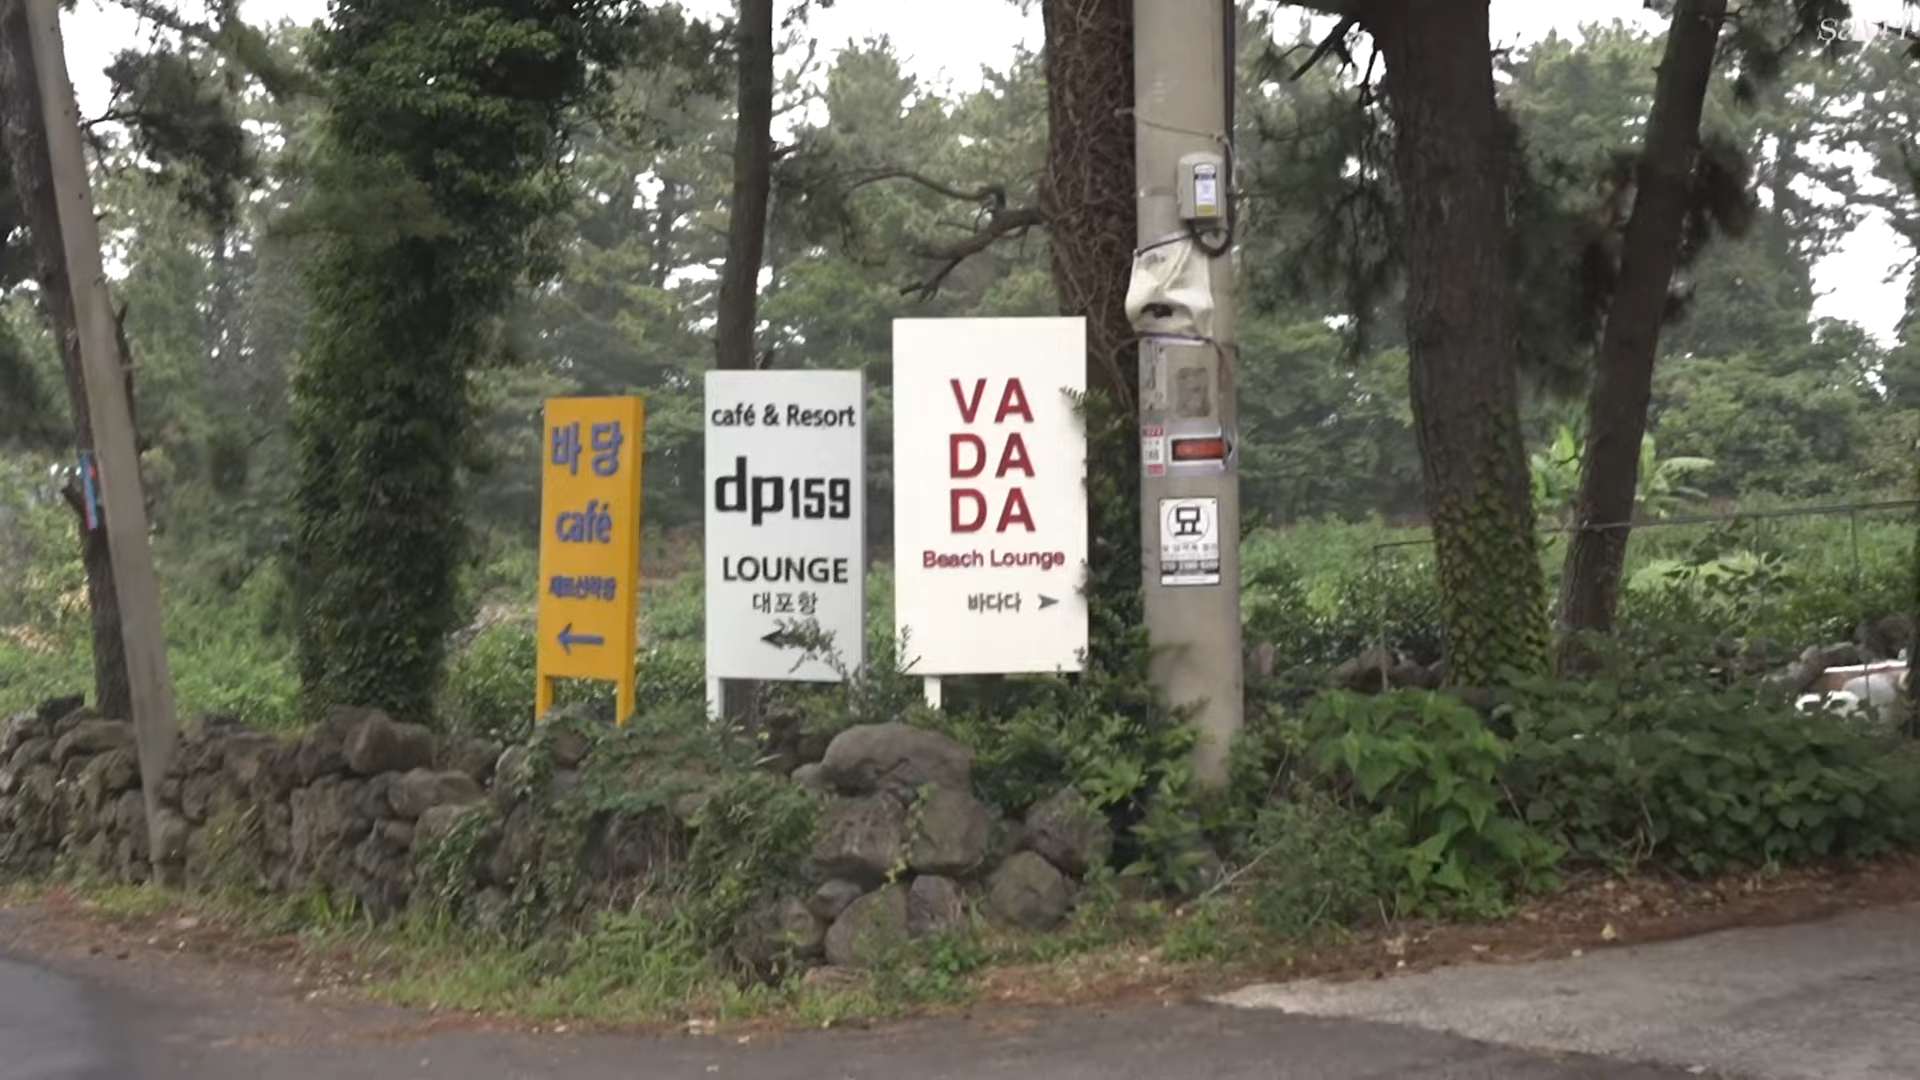 바당
café
←
café & Resort
dp159
LOUNGE
대포항
VA
DA
DA
Beach Lounge
바다다 ➤
묘